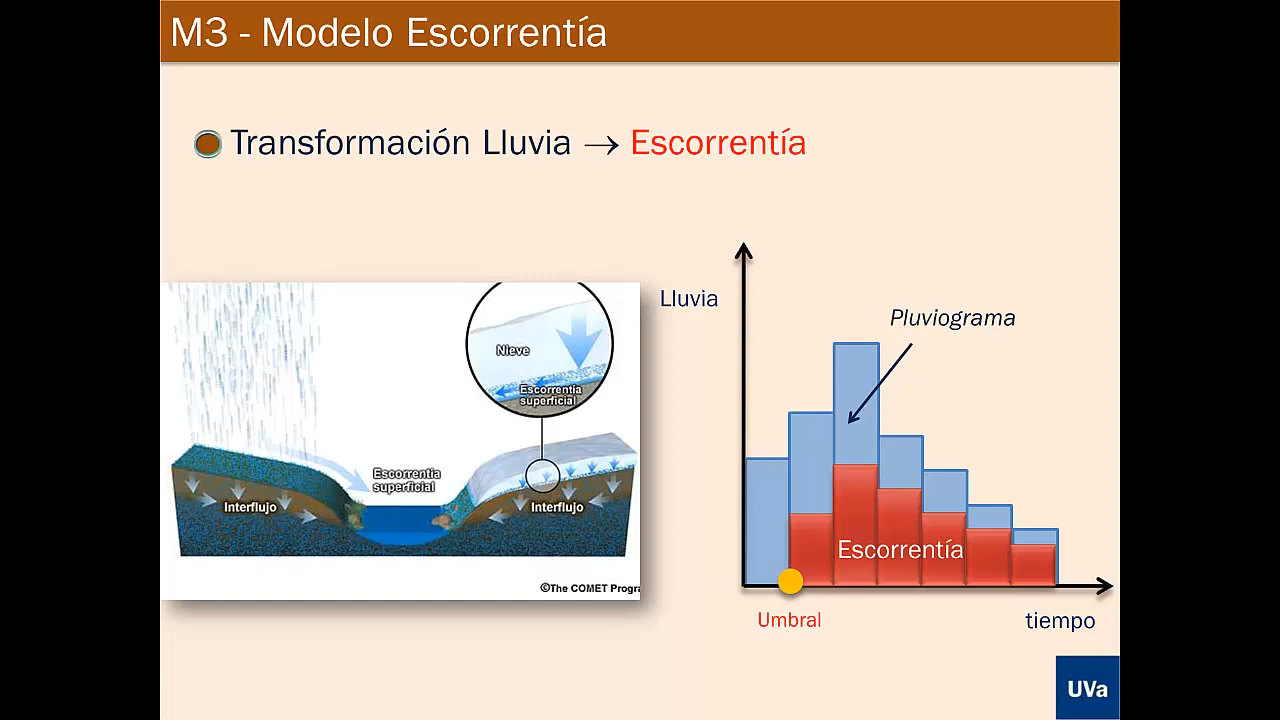 M3 - Modelo Escorrentía
Transformación Lluvia → Escorrentía
Lluvia
Pluviograma
Nieve
Escorrentía
superficial
Escorrentía
superficial
Interflujo
Interflujo
Escorrentía
©The COMET Progra
Umbral
tiempo
UVa